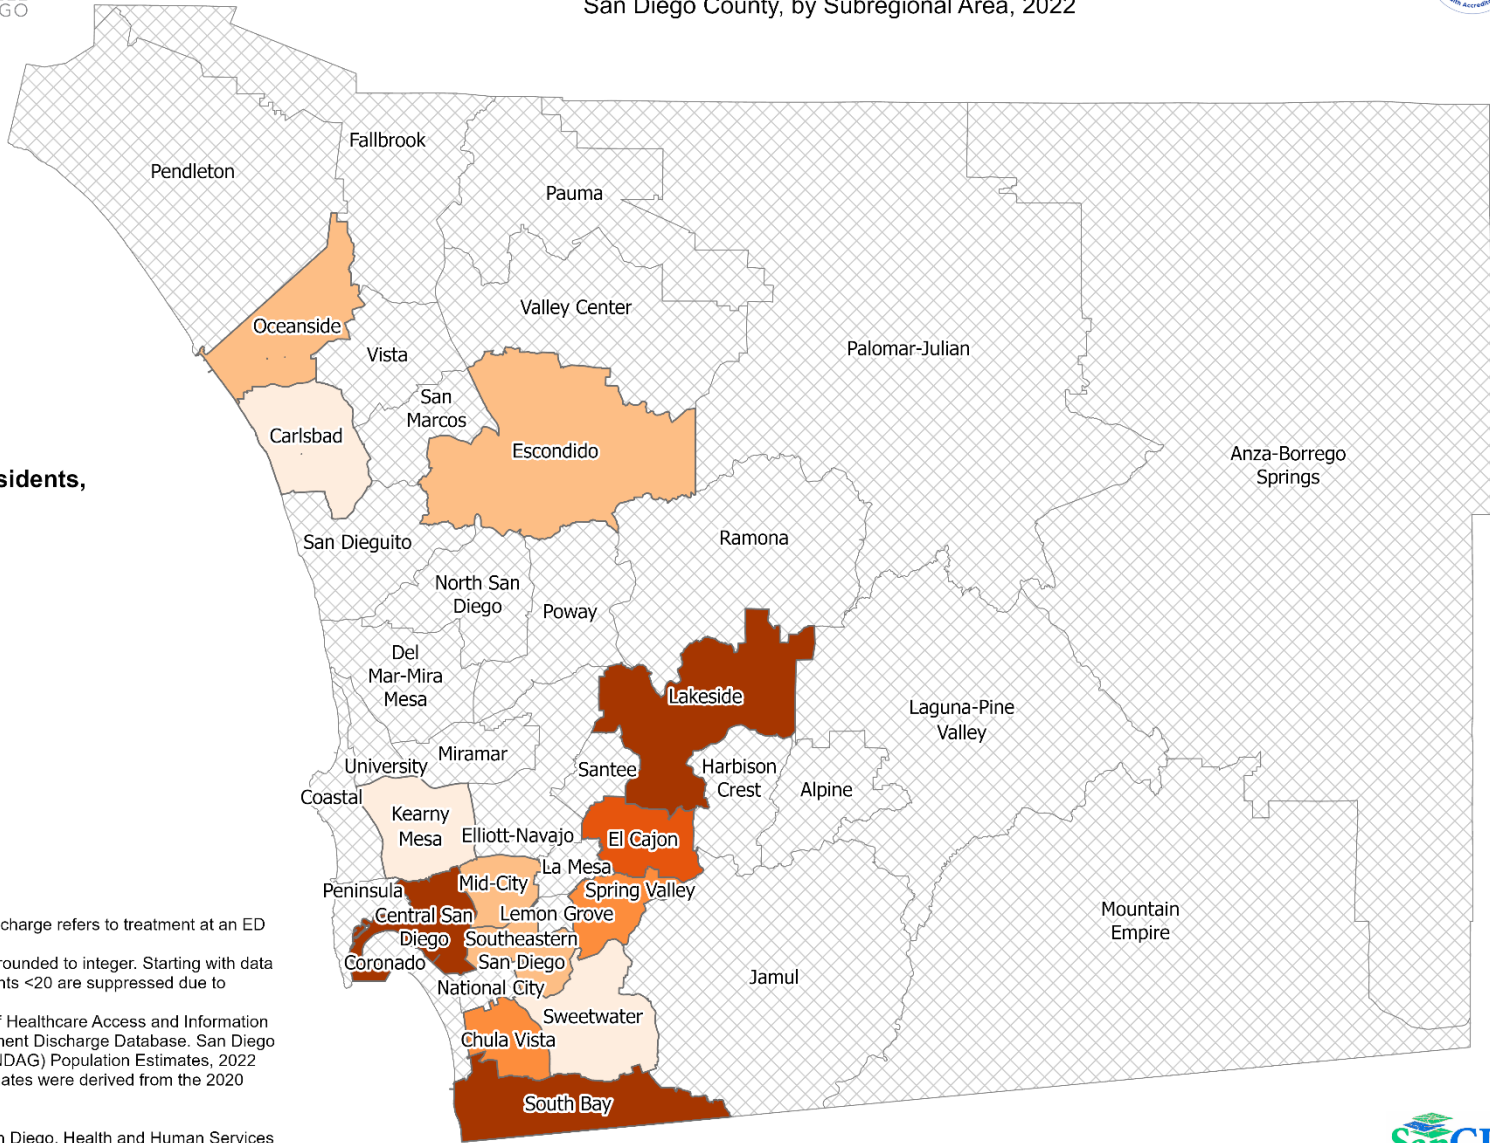 GO
San Diego County, by Subregional Area, 2022
Fallbrook
Pendleton
Pauma
Valley Center
Oceanside
Vista
Palomar-Julian
San
Marcos
Carlsbad
Escondido
Anza-Borrego
Springs
sidents,
San Dieguito
Ramona
North San
Diego
Poway
Del
Mar-Mira
Mesa
Lakeside
Laguna-Pine
Valley
Miramar
University
Santee
Harbison
Crest
Alpine
Coastal
Kearny
Mesa
Elliott-Navajo
El Cajon
La Mesa
Peninsula
Mid-City
Spring Valley
Central San
Diego
Lemon Grove
Mountain
Empire
Southeastern
San Diego
Coronado
National City
Jamul
Sweetwater
Chula Vista
South Bay
charge refers to treatment at an ED
rounded to integer. Starting with data
nts <20 are suppressed due to
f Healthcare Access and Information
nent Discharge Database. San Diego
NDAG) Population Estimates, 2022
ates were derived from the 2020
n Diego, Health and Human Services